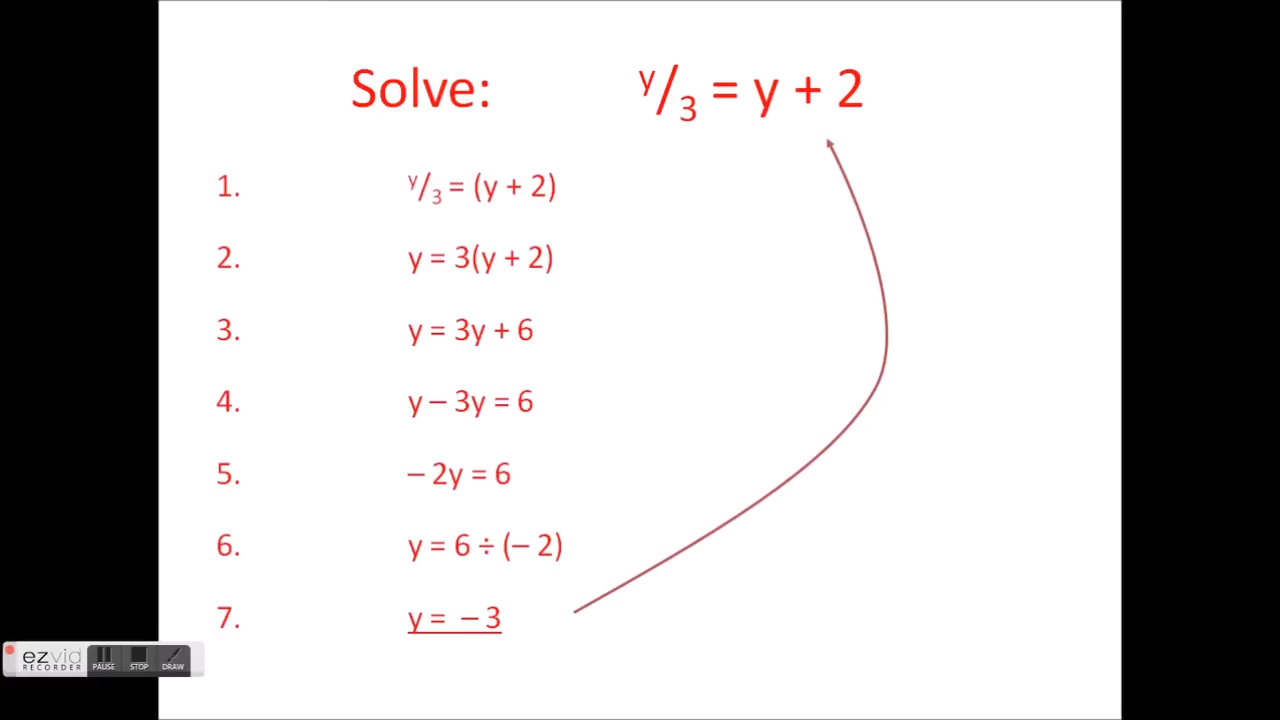 Solve: y/3 = y + 2
1. y/3 = (y + 2)
2. y = 3(y + 2)
3. y = 3y + 6
4. y – 3y = 6
5. – 2y = 6
6. y = 6 ÷ (– 2)
7. y = – 3
ezvid
RECORDER
PAUSE STOP DRAW